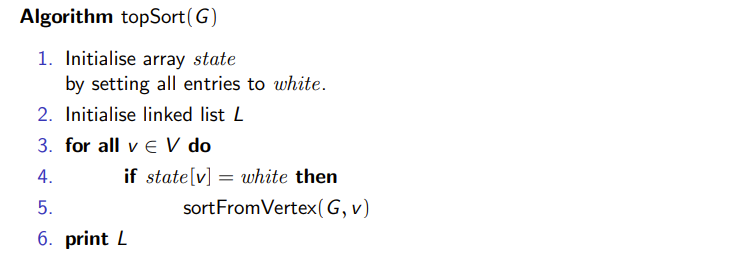 Algorithm topSort(G)
1. Initialise array state
by setting all entries to white.
2. Initialise linked list L
3. for all v ∈ V do
4. if state[v] = white then
5. sortFromVertex(G, v)
6. print L